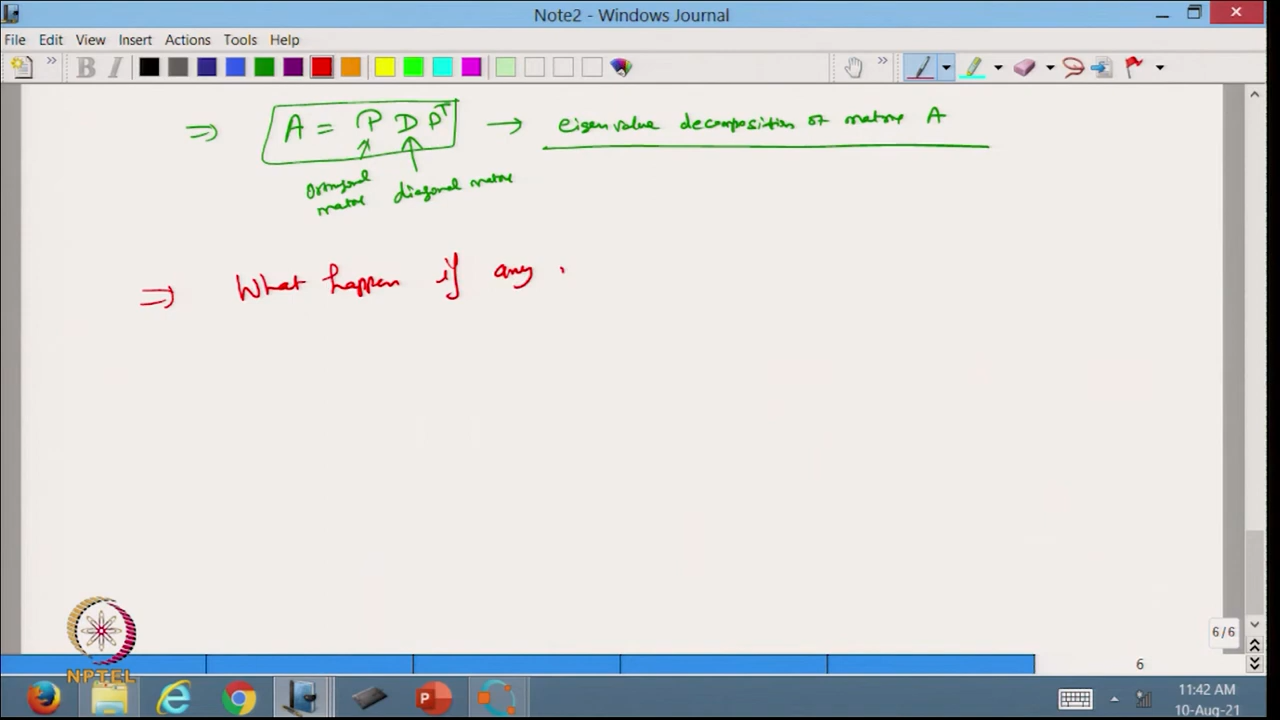 Note2 - Windows Journal
File Edit View Insert Actions Tools Help
B I
⇒ A = P D Pᵀ → eigenvalue decomposition of matrix A
Orthogonal matrix
diagonal matrix
⇒ What happen if any
6/6
6
NPTEL
11:42 AM
10-Aug-21